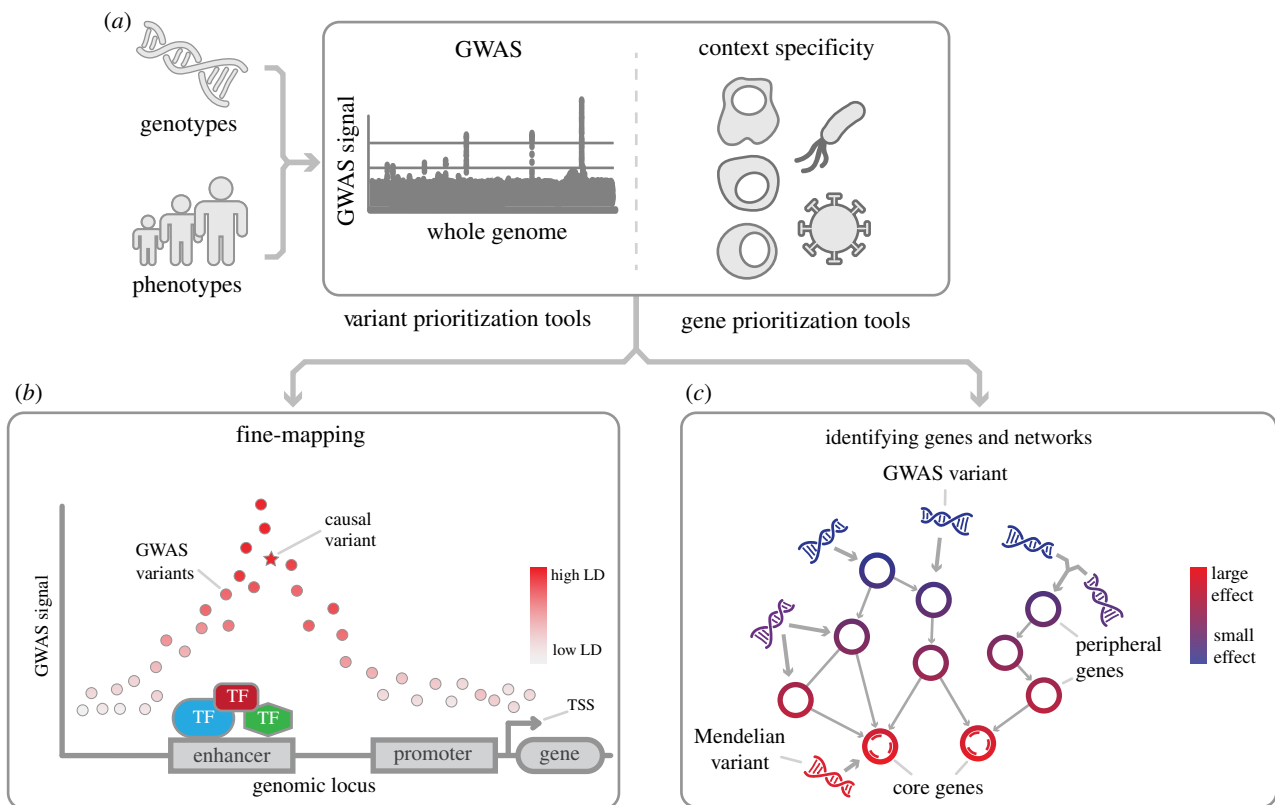 (a)
genotypes
phenotypes
GWAS
GWAS signal
whole genome
context specificity
variant prioritization tools
gene prioritization tools
(b)
fine-mapping
GWAS signal
GWAS
variants
causal
variant
high LD
low LD
TF
TF
TF
TSS
enhancer
promoter
gene
genomic locus
(c)
identifying genes and networks
GWAS variant
large
effect
small
effect
peripheral
genes
Mendelian
variant
core genes